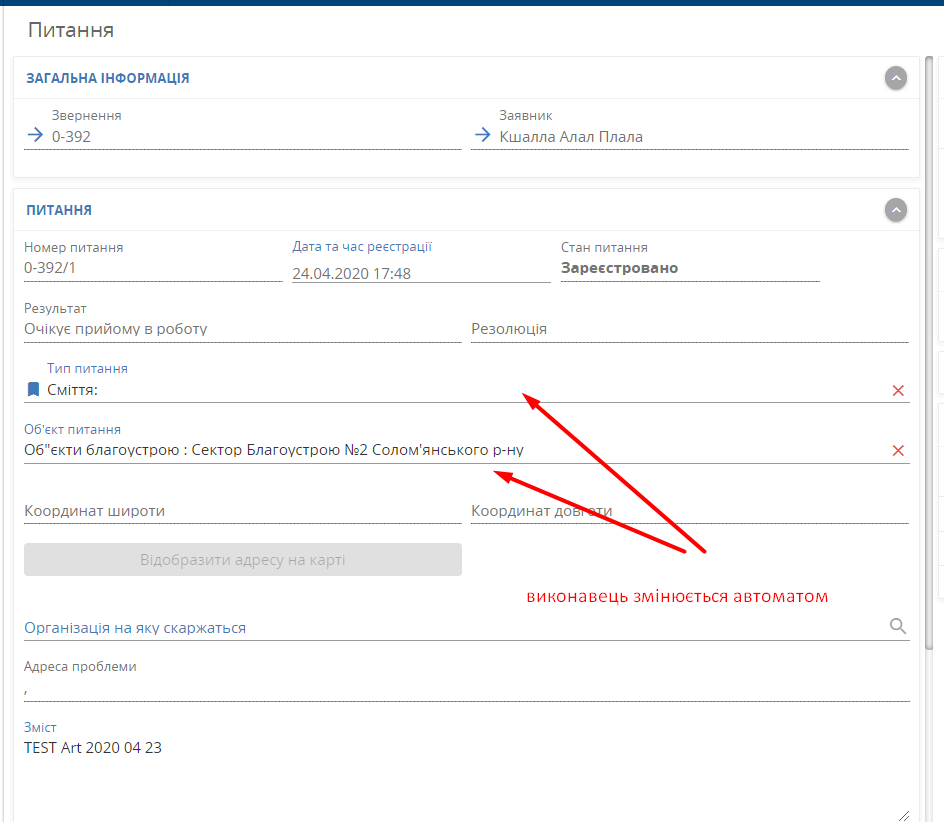 Питання
ЗАГАЛЬНА ІНФОРМАЦІЯ
Звернення
0-392
Заявник
Кшалла Алал Плала
ПИТАННЯ
Номер питання
0-392/1
Дата та час реєстрації
24.04.2020 17:48
Стан питання
Зареєстровано
Результат
Очікує прийому в роботу
Резолюція
Тип питання
Сміття:
Об'єкт питання
Об"єкти благоустрою : Сектор Благоустрою №2 Солом'янського р-ну
Координат широти
Координат довготи
Відобразити адресу на карті
виконавець змінюється автоматом
Організація на яку скаржаться
Адреса проблеми
,
Зміст
TEST Art 2020 04 23